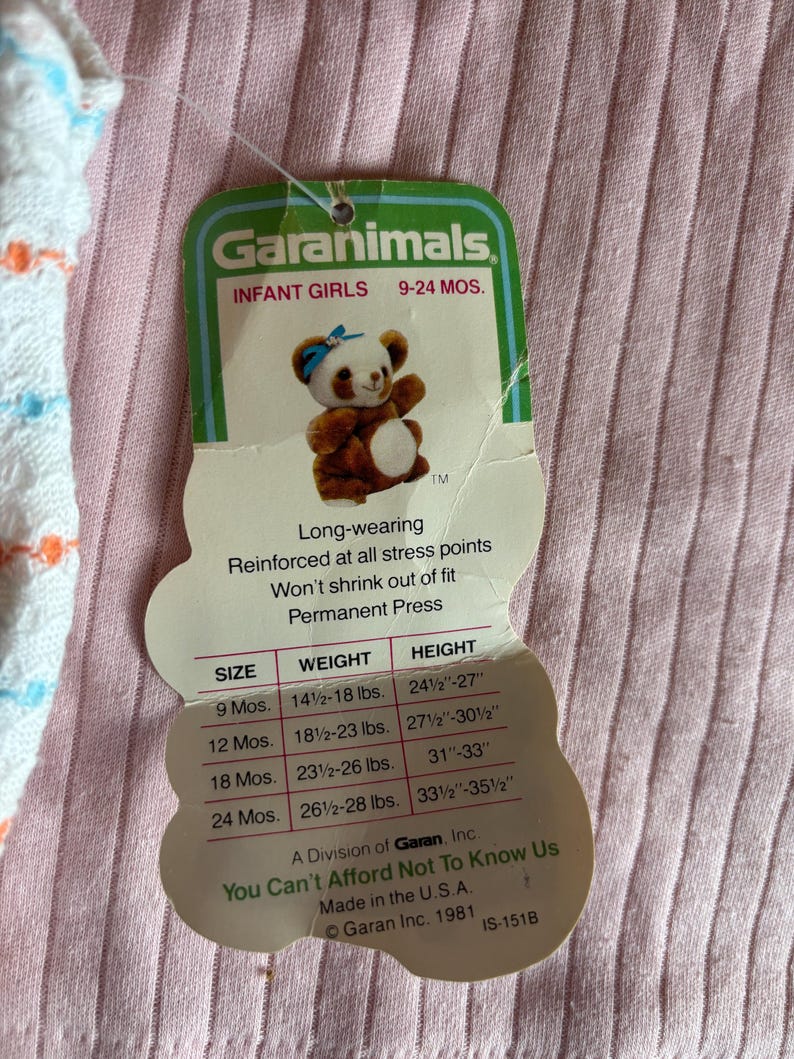 Garanimals®
INFANT GIRLS 9-24 MOS.
TM
Long-wearing
Reinforced at all stress points
Won't shrink out of fit
Permanent Press
SIZE WEIGHT HEIGHT
9 Mos. 14½-18 lbs. 24½"-27"
12 Mos. 18½-23 lbs. 27½"-30½"
18 Mos. 23½-26 lbs. 31"-33"
24 Mos. 26½-28 lbs. 33½"-35½"
A Division of Garan, Inc.
You Can't Afford Not To Know Us
Made in the U.S.A.
© Garan Inc. 1981 IS-151B